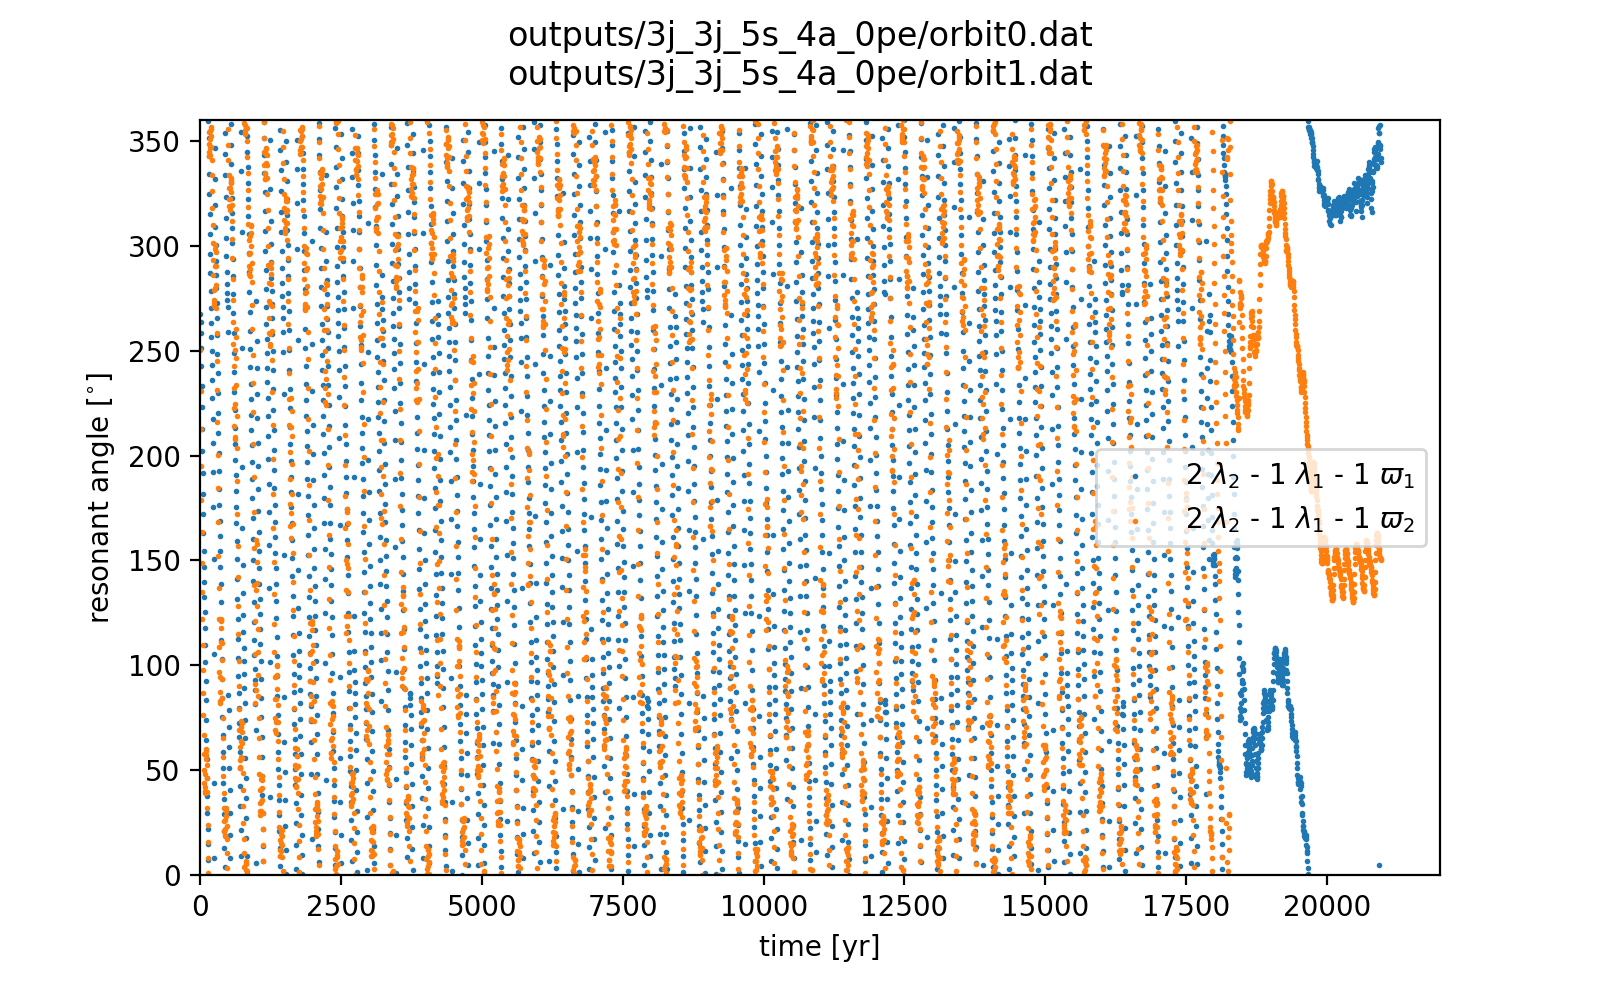 outputs/3j_3j_5s_4a_0pe/orbit0.dat
outputs/3j_3j_5s_4a_0pe/orbit1.dat
350
300
250
200
150
100
50
0
resonant angle [°]
2 λ₂ - 1 λ₁ - 1 ϖ₁
2 λ₂ - 1 λ₁ - 1 ϖ₂
0 2500 5000 7500 10000 12500 15000 17500 20000
time [yr]